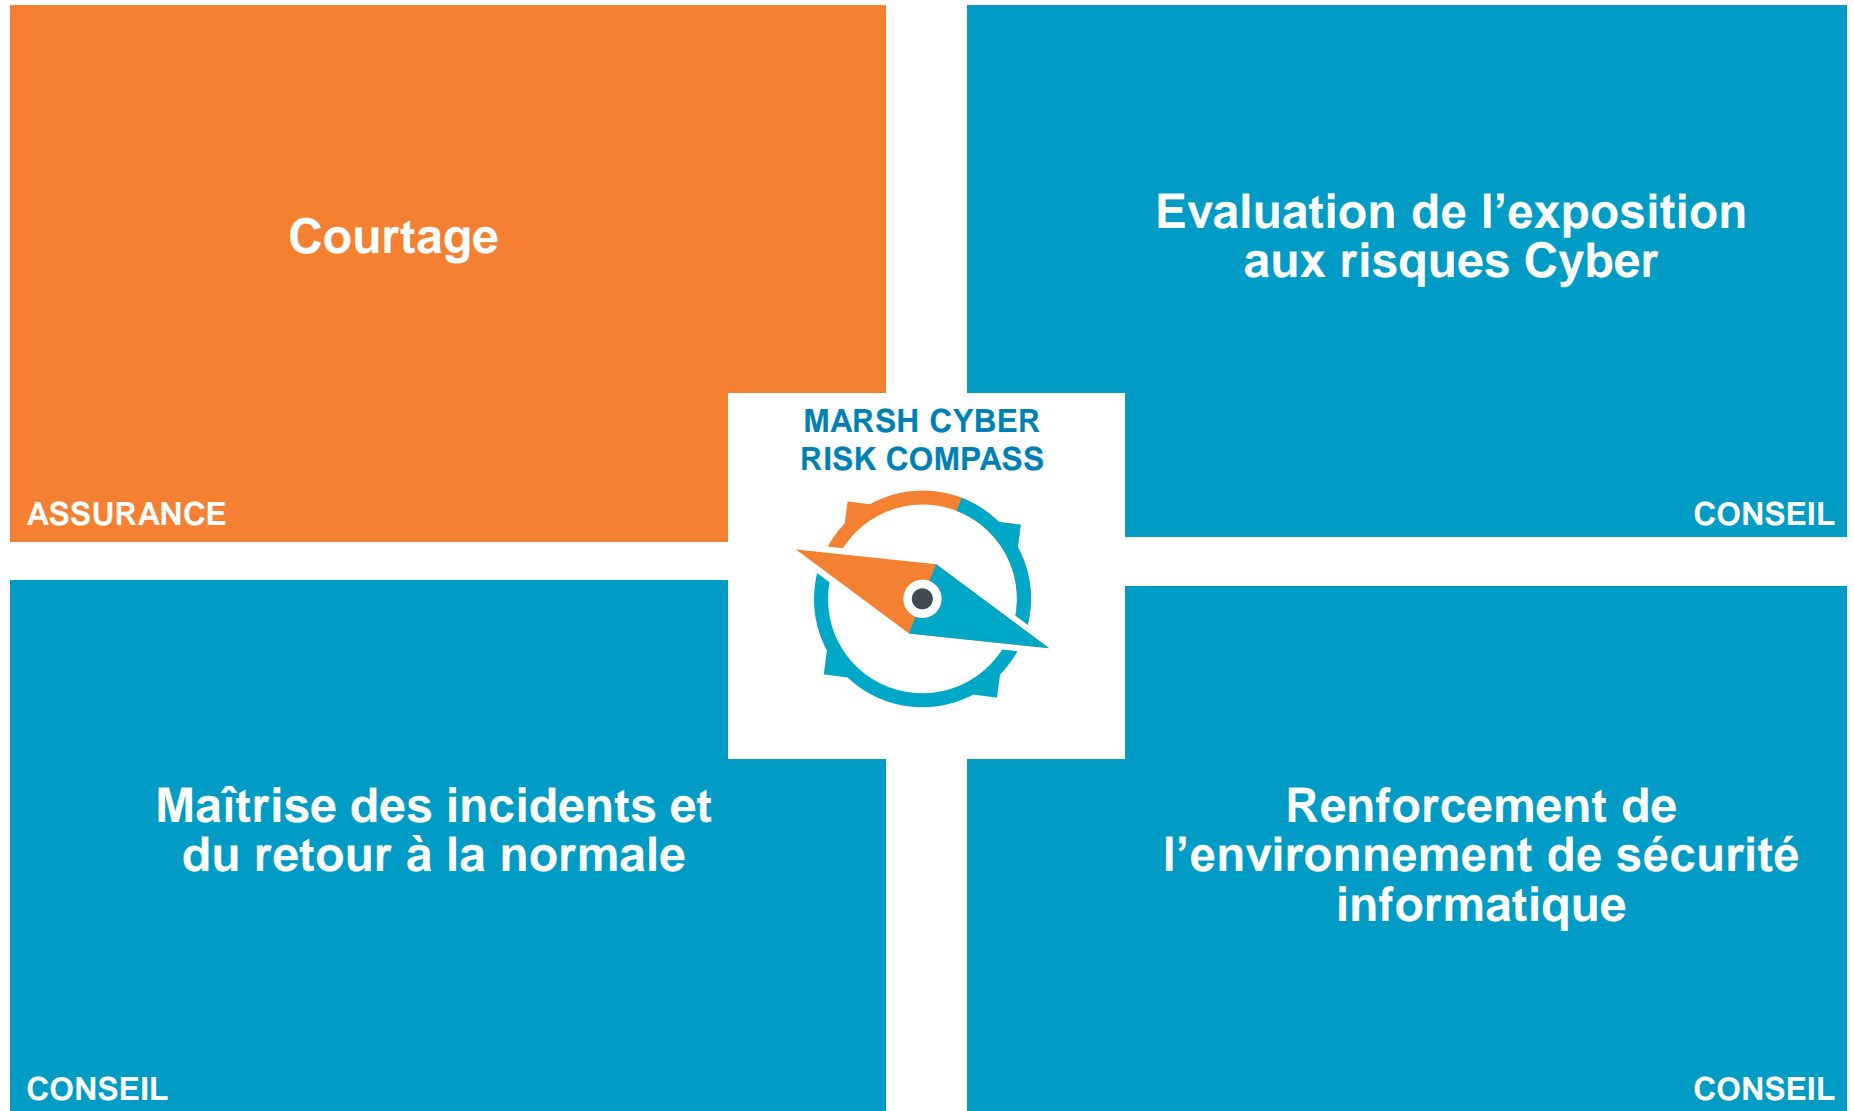 Courtage
ASSURANCE
Evaluation de l’exposition
aux risques Cyber
CONSEIL
MARSH CYBER
RISK COMPASS
Maîtrise des incidents et
du retour à la normale
CONSEIL
Renforcement de
l’environnement de sécurité
informatique
CONSEIL